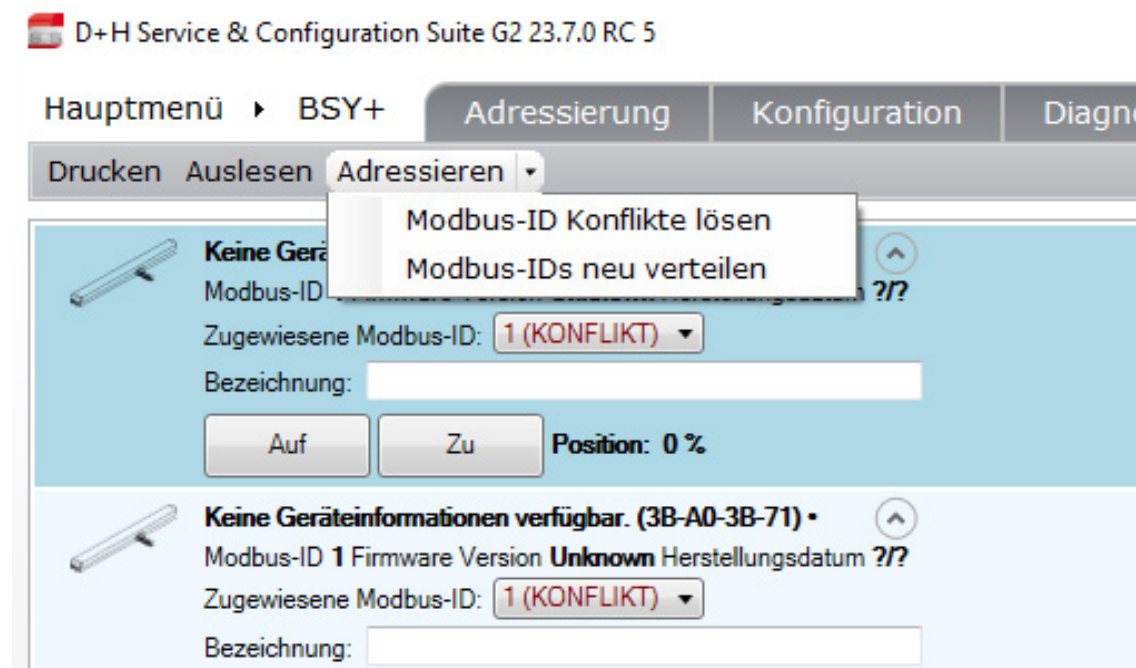 D+H Service & Configuration Suite G2 23.7.0 RC 5
Hauptmenü ▸ BSY+ Adressierung Konfiguration
Drucken Auslesen Adressieren
Modbus-ID Konflikte lösen
Modbus-IDs neu verteilen
Keine
Modbus-ID ?/?
Zugewiesene Modbus-ID: 1 (KONFLIKT)
Bezeichnung:
Auf Zu Position: 0 %
Keine Geräteinformationen verfügbar. (3B-A0-3B-71) •
Modbus-ID 1 Firmware Version Unknown Herstellungsdatum ?/?
Zugewiesene Modbus-ID: 1 (KONFLIKT)
Bezeichnung: